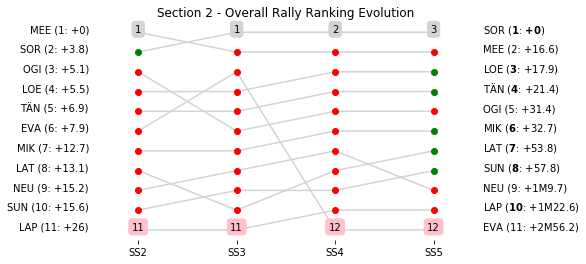 Section 2 - Overall Rally Ranking Evolution
MEE (1: +0)
SOR (2: +3.8)
OGI (3: +5.1)
LOE (4: +5.5)
TÄN (5: +6.9)
EVA (6: +7.9)
MIK (7: +12.7)
LAT (8: +13.1)
NEU (9: +15.2)
SUN (10: +15.6)
LAP (11: +26)
1 1 2 3
11 11 12 12
SOR (1: +0)
MEE (2: +16.6)
LOE (3: +17.9)
TÄN (4: +21.4)
OGI (5: +31.4)
MIK (6: +32.7)
LAT (7: +53.8)
SUN (8: +57.8)
NEU (9: +1M9.7)
LAP (10: +1M22.6)
EVA (11: +2M56.2)
SS2 SS3 SS4 SS5